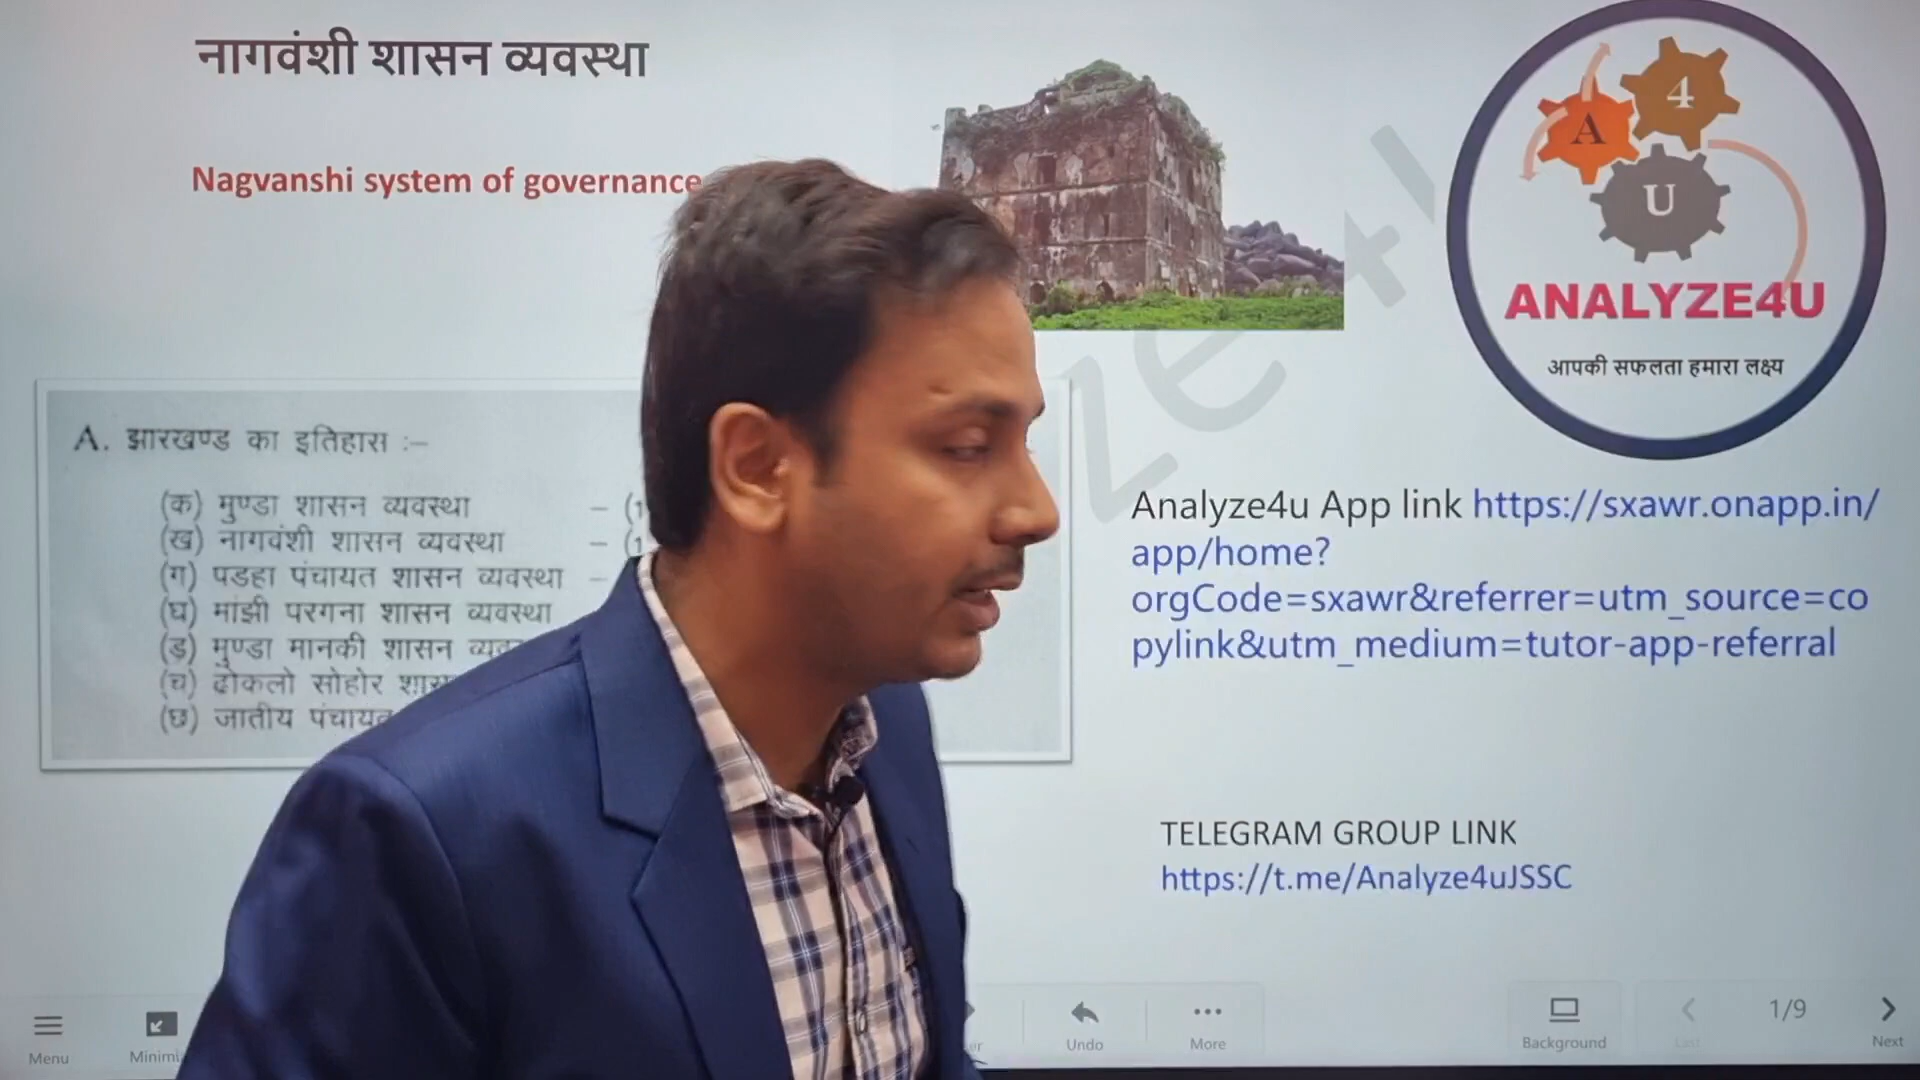 नागवंशी शासन व्यवस्था
Nagvanshi system of governance
A
4
U
ANALYZE4U
आपकी सफलता हमारा लक्ष्य
A. झारखण्ड का इतिहास :–
(क) मुण्डा शासन व्यवस्था – (1
(ख) नागवंशी शासन व्यवस्था – (1
(ग) पडहा पंचायत शासन व्यवस्था –
(घ) मांझी परगना शासन व्यवस्था
(ड) मुण्डा मानकी शासन
(च) ढोकलो सोहोर
(छ) जातीय पंचायत
Analyze4u App link https://sxawr.onapp.in/
app/home?
orgCode=sxawr&referrer=utm_source=co
pylink&utm_medium=tutor-app-referral
TELEGRAM GROUP LINK
https://t.me/Analyze4uJSSC
Menu
Undo
More
Background
1/9
Last
Next